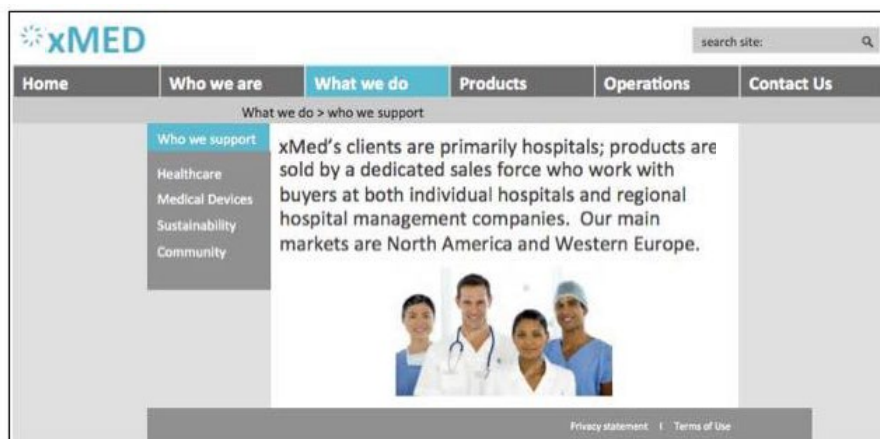 xMED
search site:
Home Who we are What we do Products Operations Contact Us
What we do > who we support
Who we support
Healthcare
Medical Devices
Sustainability
Community
xMed's clients are primarily hospitals; products are
sold by a dedicated sales force who work with
buyers at both individual hospitals and regional
hospital management companies. Our main
markets are North America and Western Europe.
Privacy statement I Terms of Use